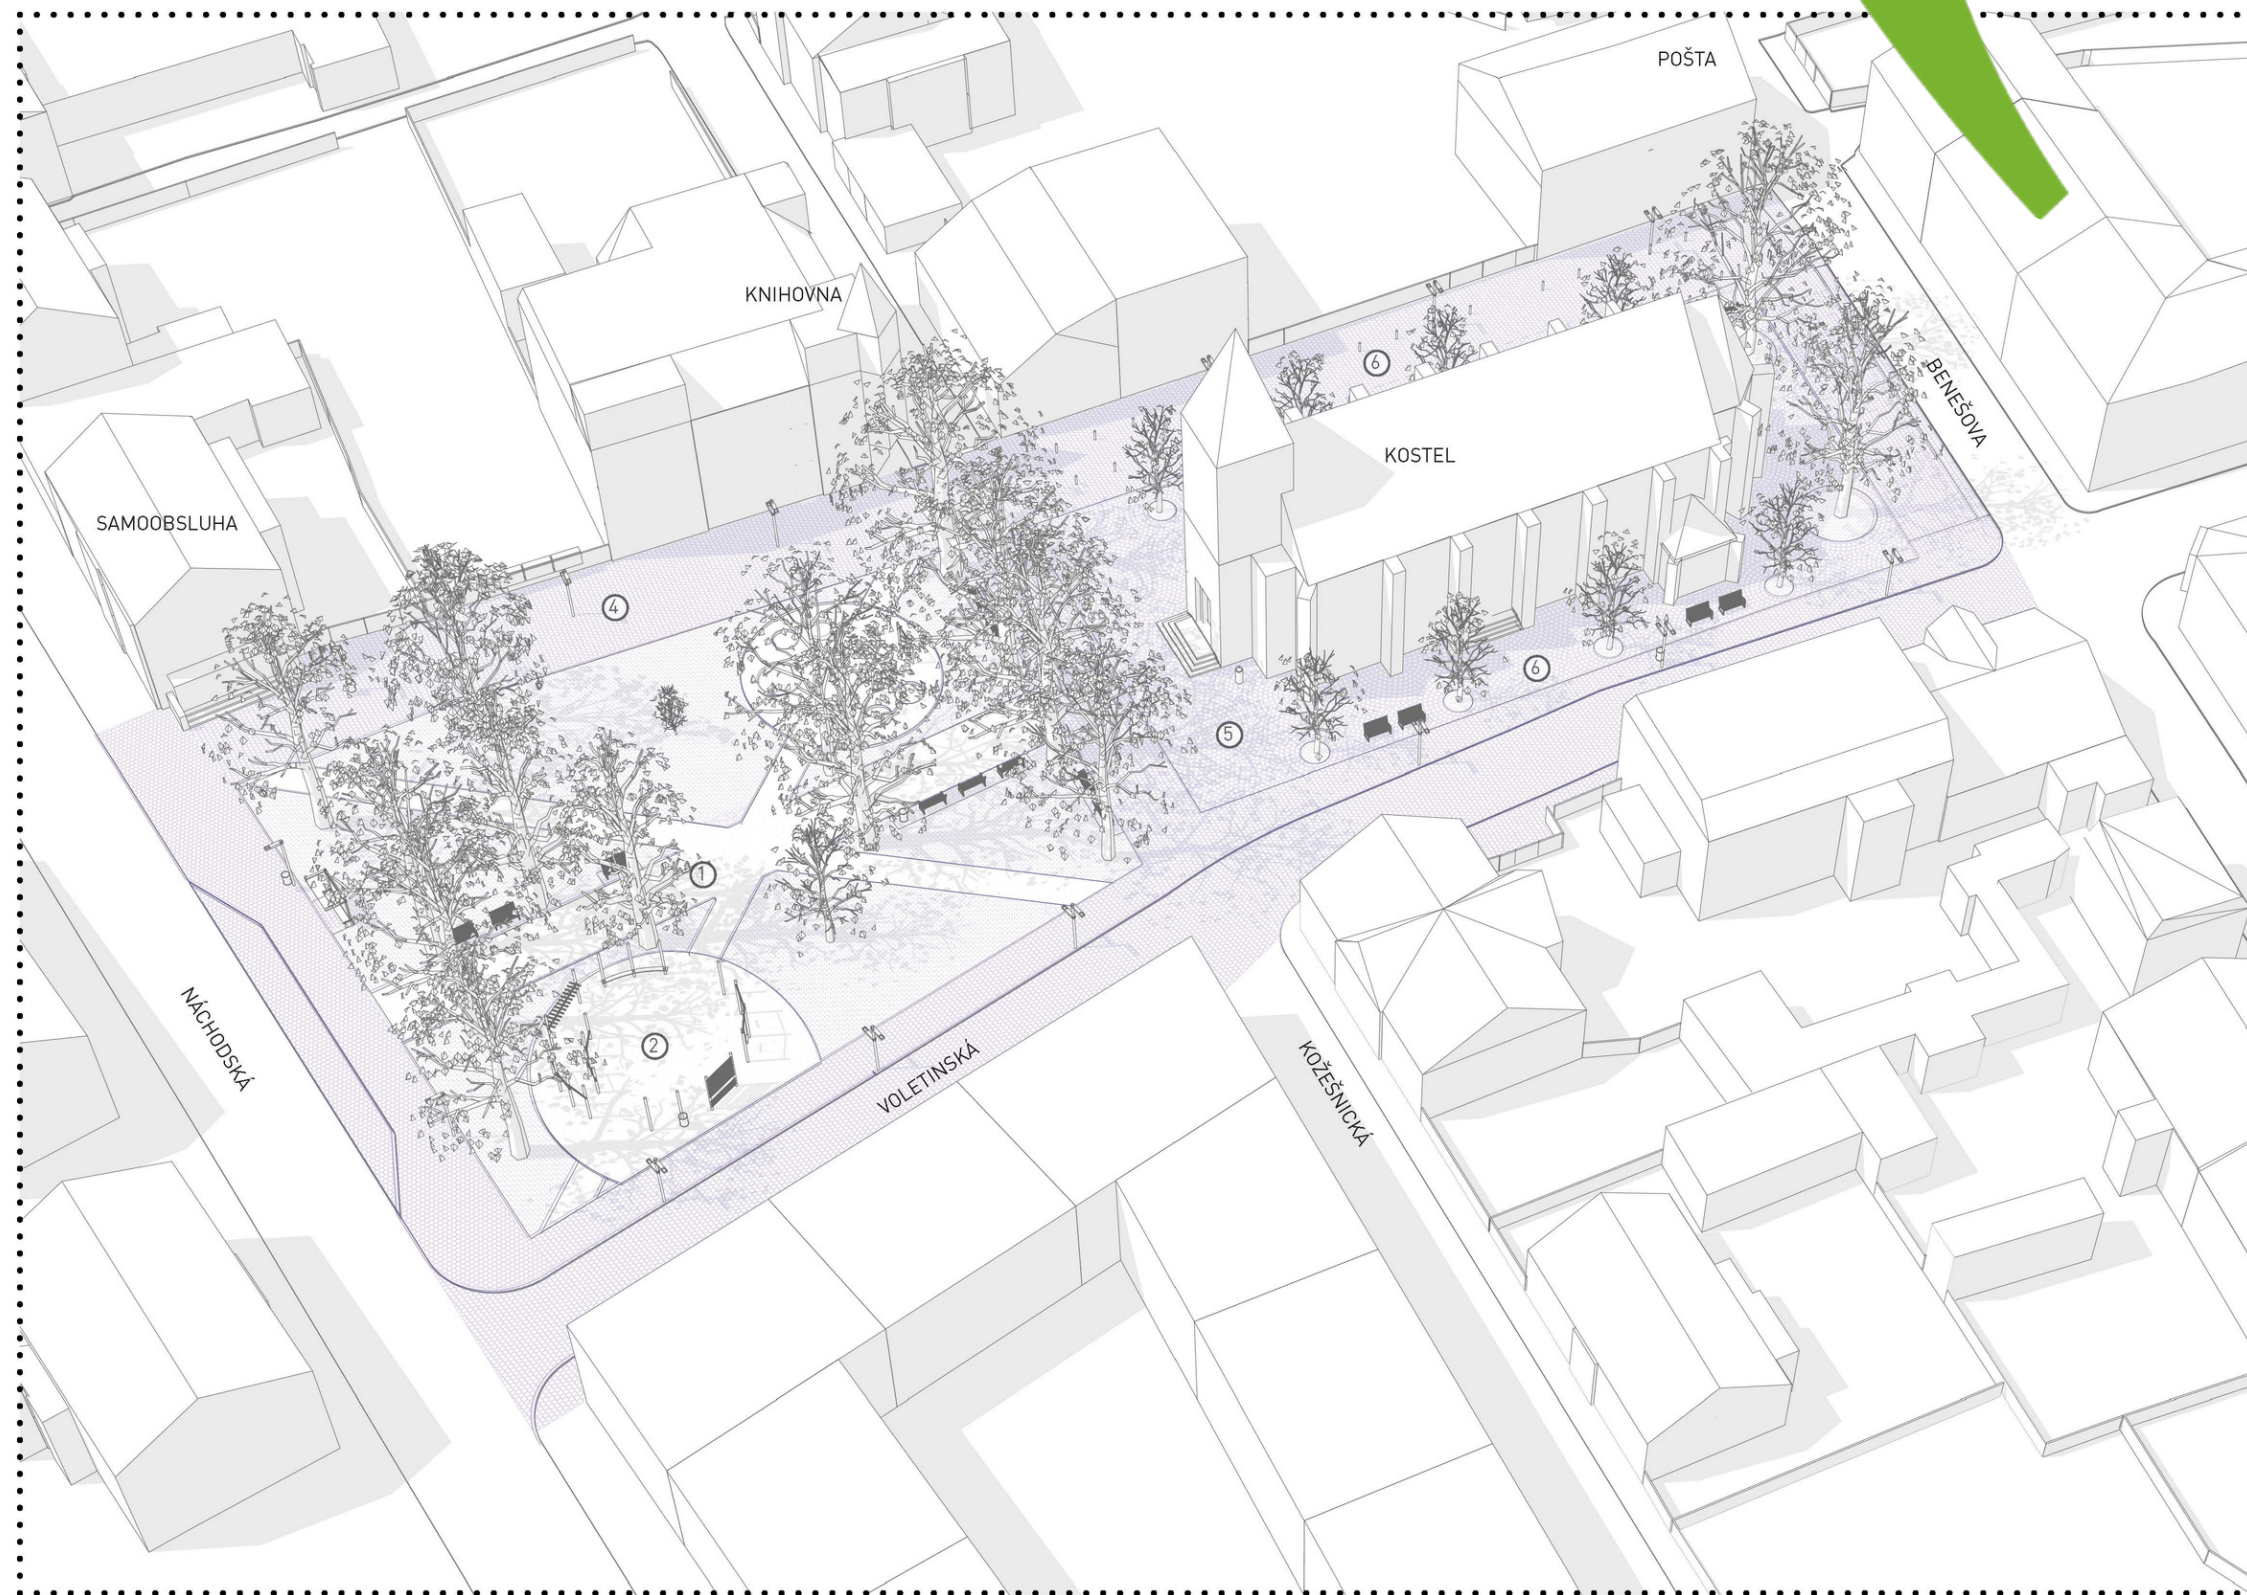 POŠTA
KNIHOVNA
⑥
BENEŠOVA
KOSTEL
SAMOOBSLUHA
④
⑥
⑤
①
NÁCHODSKÁ
②
VOLETINSKÁ
KOŽEŠNICKÁ